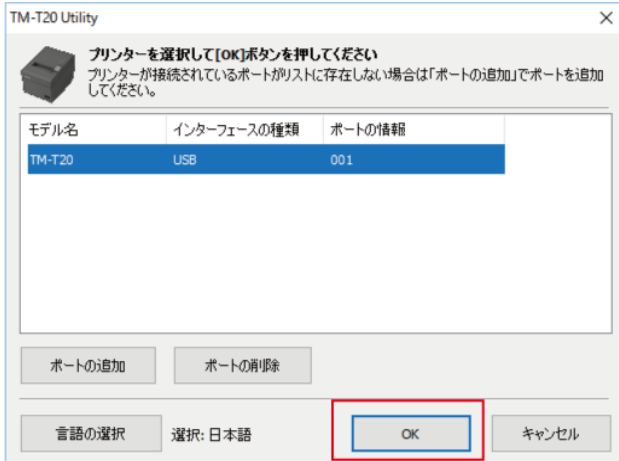 TM-T20 Utility
プリンターを選択して[OK]ボタンを押してください
プリンターが接続されているポートがリストに存在しない場合は「ポートの追加」でポートを追加
してください。
モデル名 インターフェースの種類 ポートの情報
TM-T20 USB 001
ポートの追加 ポートの削除
言語の選択 選択: 日本語 OK キャンセル